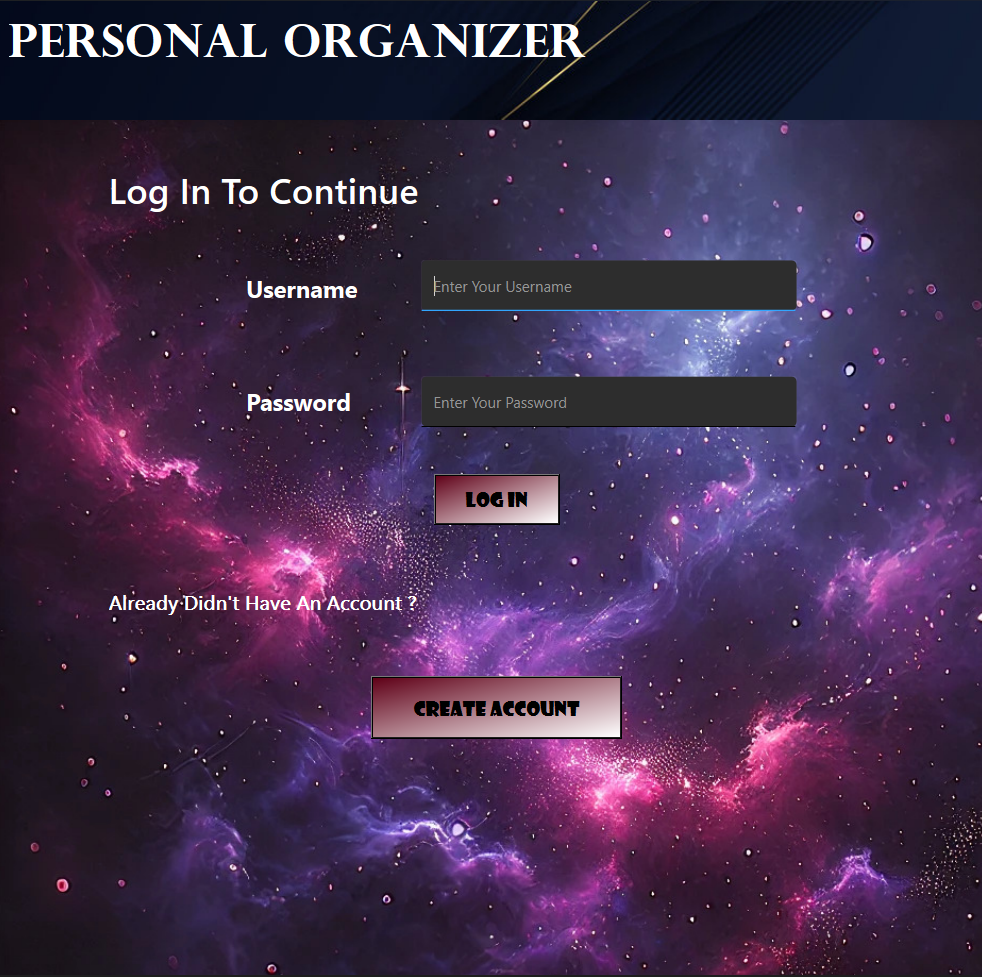 PERSONAL ORGANIZER
Log In To Continue
Username
Enter Your Username
Password
Enter Your Password
LOG IN
Already Didn't Have An Account ?
CREATE ACCOUNT